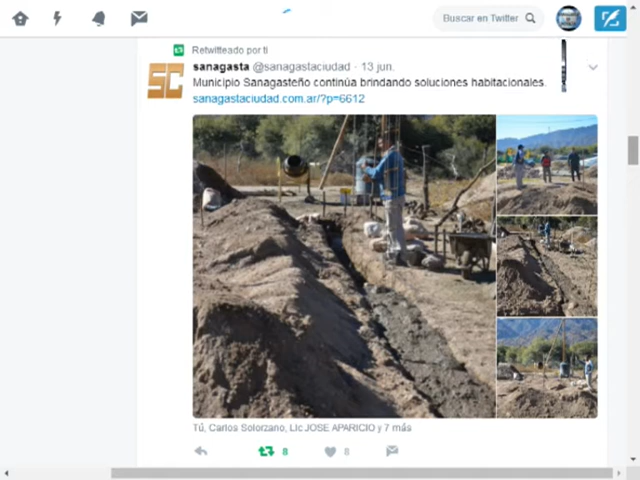 Buscar en Twitter
Retwitteado por ti
sanagasta @sanagastaciudad · 13 jun.
SC
Municipio Sanagasteño continúa brindando soluciones habitacionales.
sanagastaciudad.com.ar/?p=6612
Tú, Carlos Solorzano, Lic JOSE APARICIO y 7 más
8
8